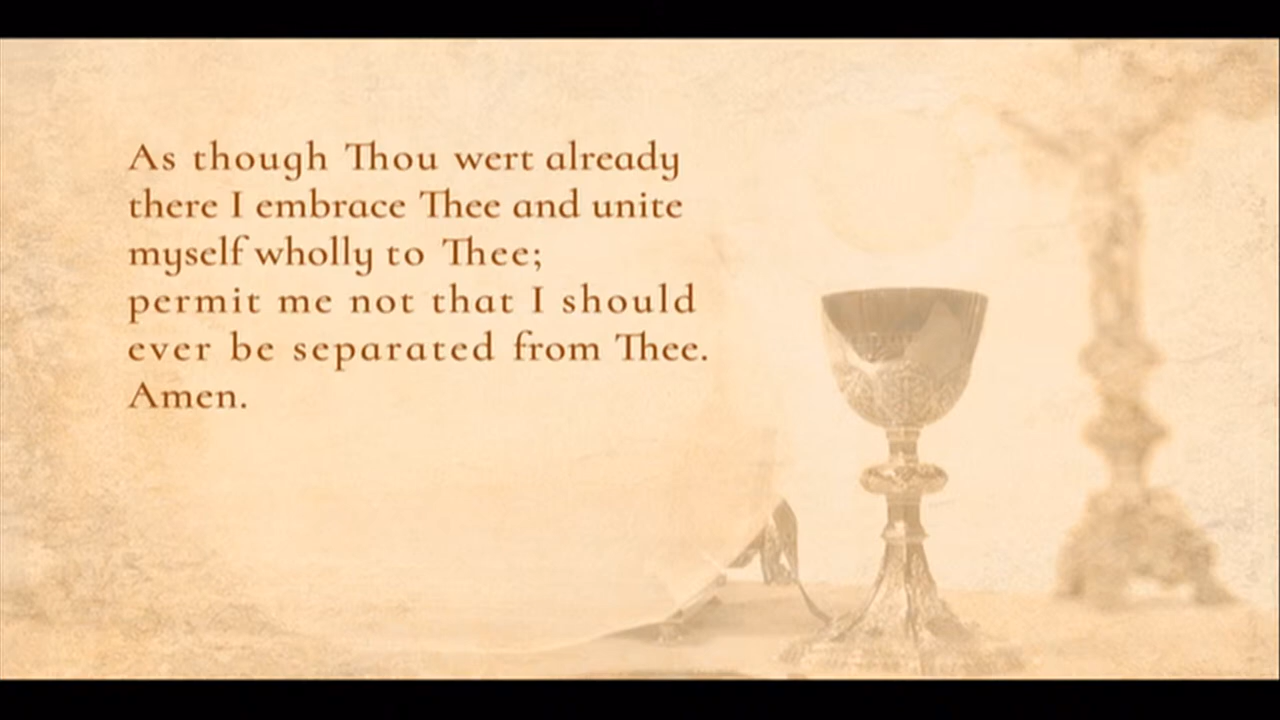 As though Thou wert already
there I embrace Thee and unite
myself wholly to Thee;
permit me not that I should
ever be separated from Thee.
Amen.